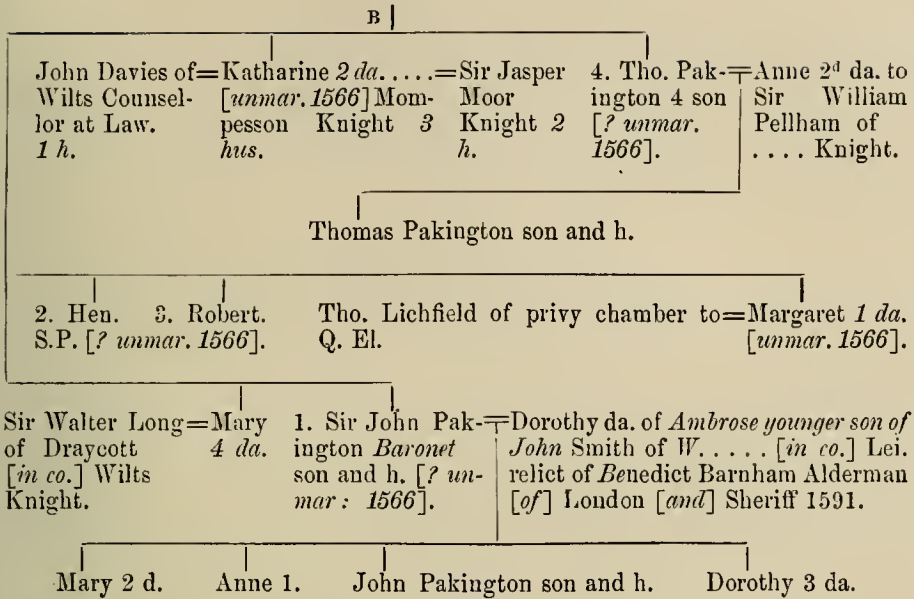 B
John Davies of=Katharine 2 da.....=Sir Jasper 4. Tho. Pak-=Anne 2d da. to
Wilts Counsel- [unmar. 1566] Mom- Moor ington 4 son Sir William
lor at Law. pesson Knight 3 Knight 2 [? unmar. Pellham of
1 h. hus. h. 1566]. .... Knight.
Thomas Pakington son and h.
2. Hen. 3. Robert. Tho. Lichfield of privy chamber to=Margaret 1 da.
S.P. [? unmar. 1566]. Q. El. [unmar. 1566].
Sir Walter Long=Mary 1. Sir John Pak-=Dorothy da. of Ambrose younger son of
of Draycott 4 da. ington Baronet John Smith of W..... [in co.] Lei.
[in co.] Wilts son and h. [? un- relict of Benedict Barnham Alderman
Knight. mar: 1566]. [of] London [and] Sheriff 1591.
Mary 2 d. Anne 1. John Pakington son and h. Dorothy 3 da.